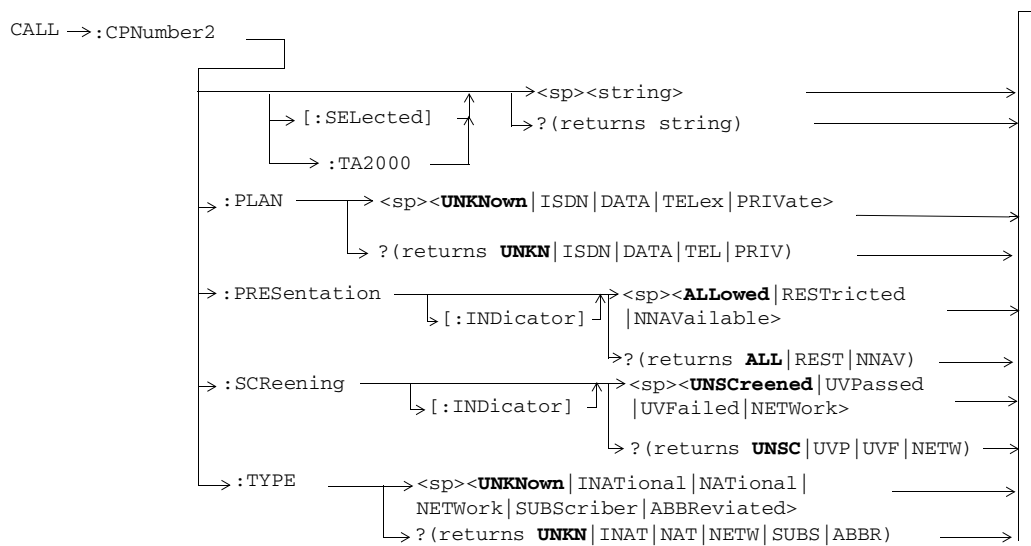 CALL :CPNumber2
<sp><string>
[:SELected]
?(returns string)
:TA2000
:PLAN <sp><UNKNown|ISDN|DATA|TELex|PRIVate>
?(returns UNKN|ISDN|DATA|TEL|PRIV)
:PRESentation <sp><ALLowed|RESTricted
[:INDicator] |NNAVailable>
?(returns ALL|REST|NNAV)
:SCReening <sp><UNSCreened|UVPassed
[:INDicator] |UVFailed|NETWork>
?(returns UNSC|UVP|UVF|NETW)
:TYPE <sp><UNKNown|INATional|NATional|
NETWork|SUBScriber|ABBReviated>
?(returns UNKN|INAT|NAT|NETW|SUBS|ABBR)